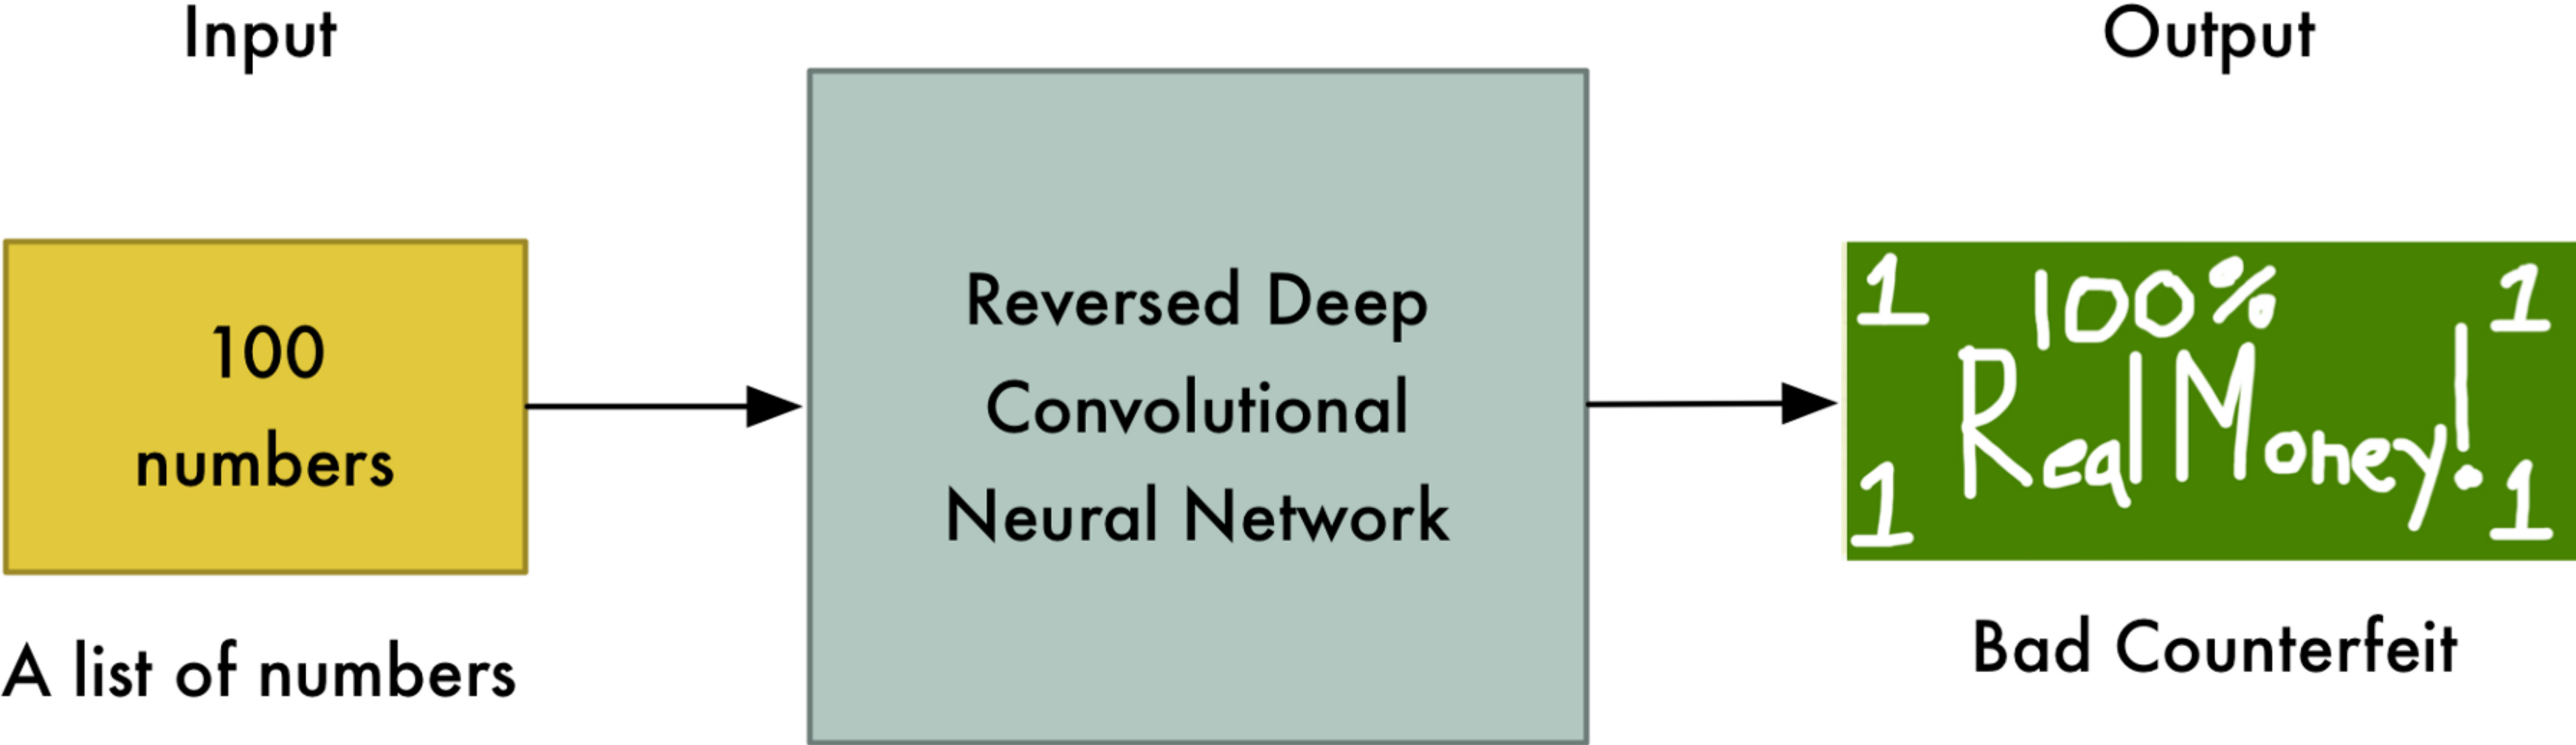 Input
Output
100
numbers
A list of numbers
Reversed Deep
Convolutional
Neural Network
1 100% 1
Real Money!
1 1
Bad Counterfeit